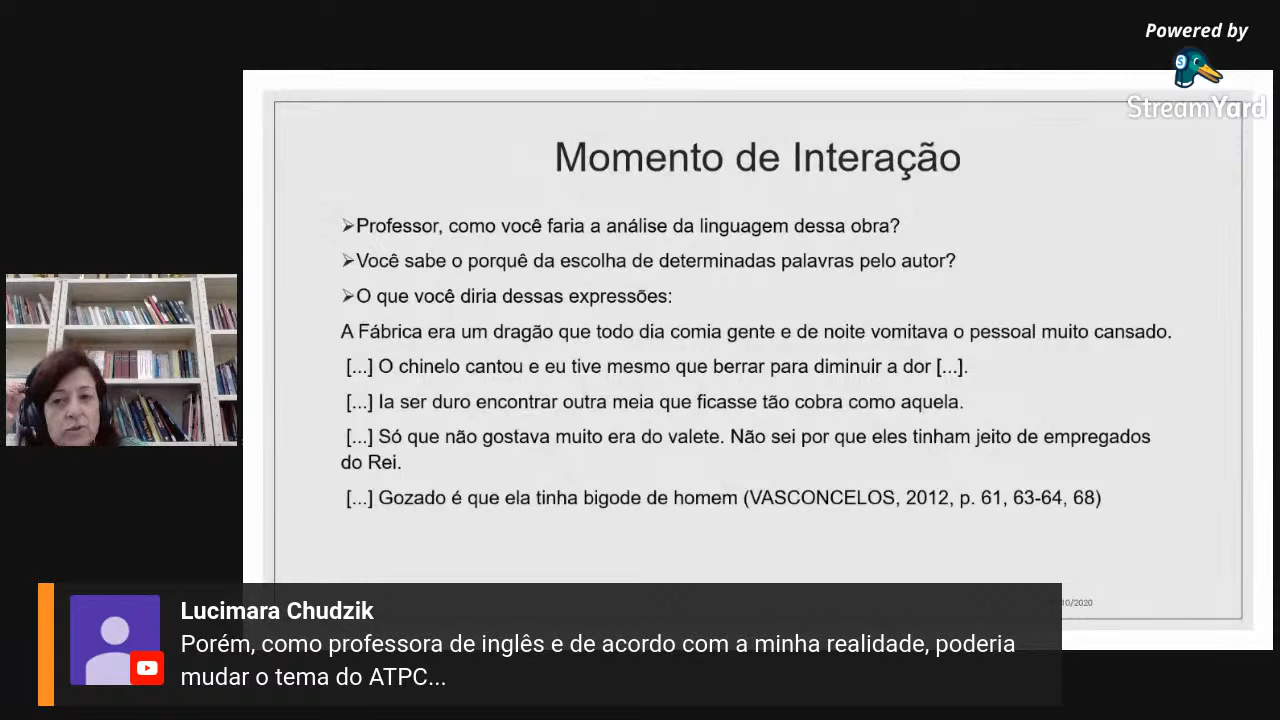 Powered by
StreamYard
Momento de Interação
➢Professor, como você faria a análise da linguagem dessa obra?
➢Você sabe o porquê da escolha de determinadas palavras pelo autor?
➢O que você diria dessas expressões:
A Fábrica era um dragão que todo dia comia gente e de noite vomitava o pessoal muito cansado.
[...] O chinelo cantou e eu tive mesmo que berrar para diminuir a dor [...].
[...] Ia ser duro encontrar outra meia que ficasse tão cobra como aquela.
[...] Só que não gostava muito era do valete. Não sei por que eles tinham jeito de empregados
do Rei.
[...] Gozado é que ela tinha bigode de homem (VASCONCELOS, 2012, p. 61, 63-64, 68)
10/2020
Lucimara Chudzik
Porém, como professora de inglês e de acordo com a minha realidade, poderia
mudar o tema do ATPC...